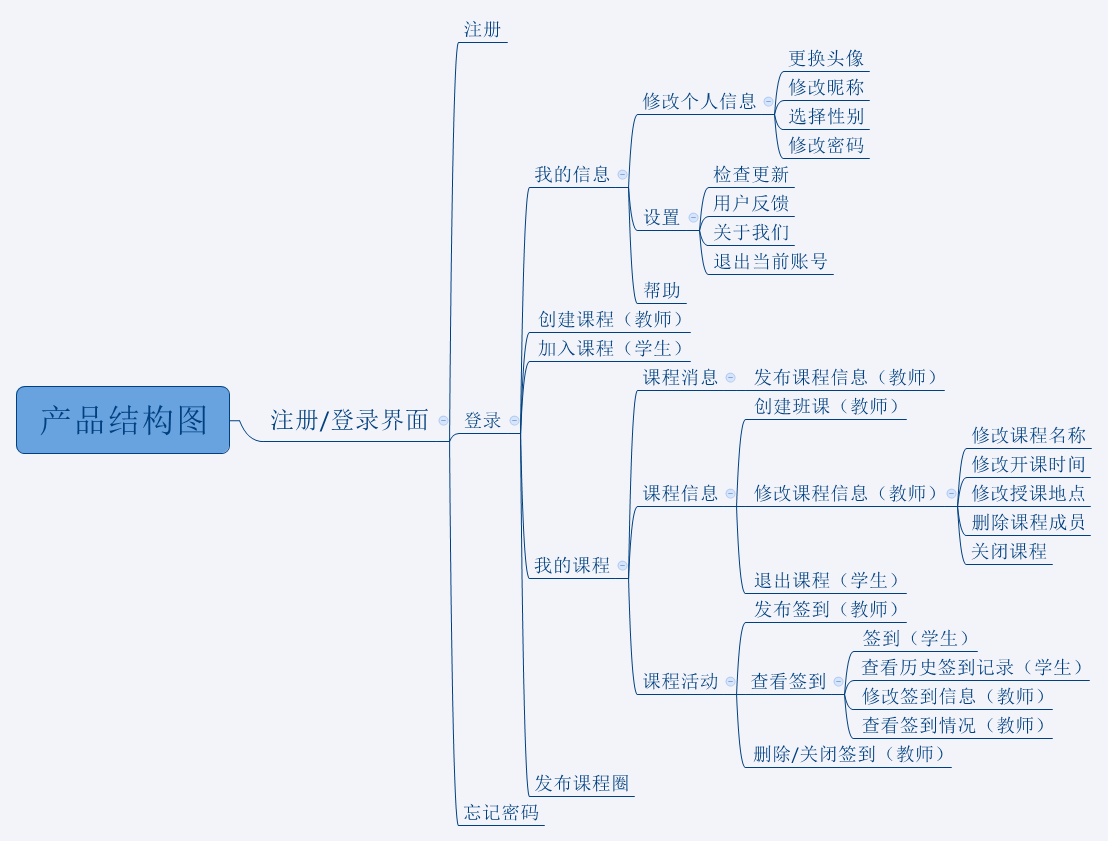 产品结构图
注册/登录界面
注册
登录
我的信息
修改个人信息
更换头像
修改昵称
选择性别
修改密码
设置
检查更新
用户反馈
关于我们
退出当前账号
帮助
创建课程（教师）
加入课程（学生）
我的课程
课程消息
发布课程信息（教师）
课程信息
创建班课（教师）
修改课程信息（教师）
修改课程名称
修改开课时间
修改授课地点
删除课程成员
关闭课程
退出课程（学生）
课程活动
发布签到（教师）
查看签到
签到（学生）
查看历史签到记录（学生）
修改签到信息（教师）
查看签到情况（教师）
删除/关闭签到（教师）
发布课程圈
忘记密码